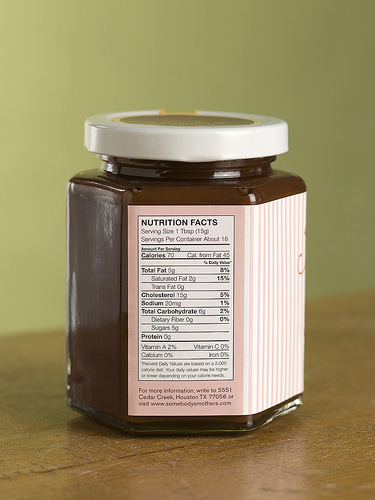 NUTRITION FACTS
Serving Size 1 Tbsp (15g)
Servings Per Container About 18
Amount Per Serving
Calories 70 Cal. from Fat 45
% Daily Value*
Total Fat 5g 8%
Saturated Fat 2g 15%
Trans Fat 0g
Cholesterol 15g 5%
Sodium 20mg 1%
Total Carbohydrate 6g 2%
Dietary Fiber 0g 0%
Sugars 5g
Protein 0g
Vitamin A 2% Vitamin C 0%
Calcium 0% Iron 0%
*Percent Daily Values are based on a 2,000
calorie diet. Your daily values may be higher
or lower depending on your calorie needs.
For more information, write to 5551
Cedar Creek, Houston TX 77056 or
visit www.somebodysmothers.com